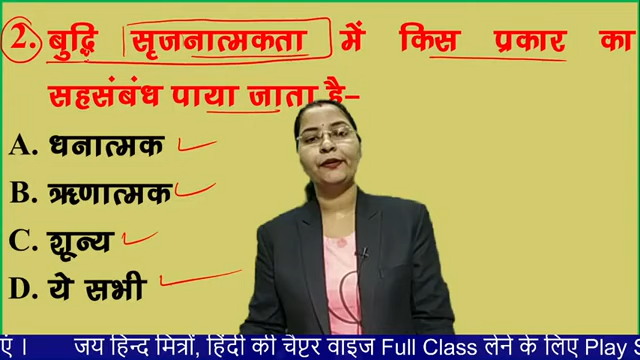 2. बुद्धि सृजनात्मकता में किस प्रकार का
सहसंबंध पाया जाता है–
A. धनात्मक
B. ऋणात्मक
C. शून्य
D. ये सभी
एं । जय हिन्द मित्रों, हिंदी की चेप्टर वाइज Full Class लेने के लिए Play